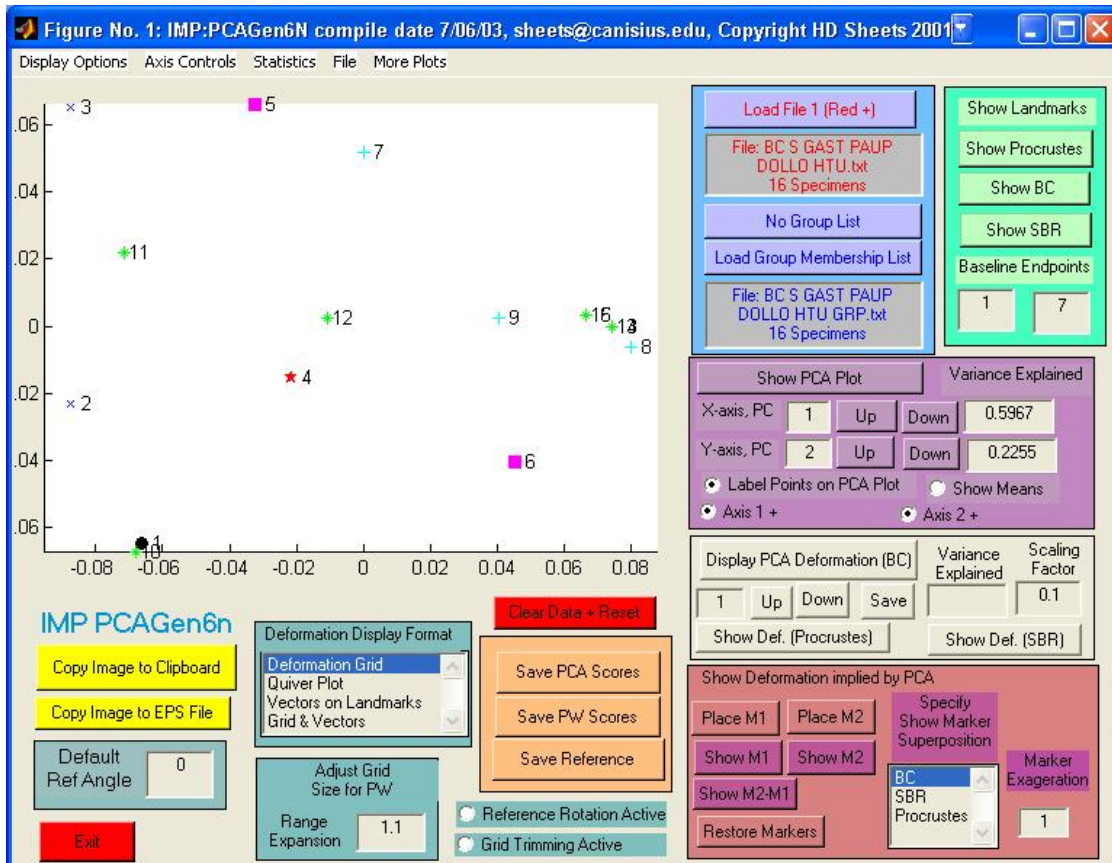 Figure No. 1: IMP:PCAGen6N compile date 7/06/03, sheets@canisius.edu, Copyright HD Sheets 2001
Display Options Axis Controls Statistics File More Plots
.06
.04
.02
0
.02
.04
.06
-0.08 -0.06 -0.04 -0.02 0 0.02 0.04 0.06 0.08
3
5
7
11
12
9
16
8
4
2
6
1
10
Load File 1 (Red +)
File: BC S GAST PAUP
DOLLO HTU.txt
16 Specimens
No Group List
Load Group Membership List
File: BC S GAST PAUP
DOLLO HTU GRP.txt
16 Specimens
Show Landmarks
Show Procrustes
Show BC
Show SBR
Baseline Endpoints
1 7
Show PCA Plot Variance Explained
X-axis, PC 1 Up Down 0.5967
Y-axis, PC 2 Up Down 0.2255
Label Points on PCA Plot Show Means
Axis 1 + Axis 2 +
Display PCA Deformation (BC)
Variance
Explained
Scaling
Factor
1 Up Down Save 0.1
Show Def. (Procrustes) Show Def. (SBR)
IMP PCAGen6n
Copy Image to Clipboard
Copy Image to EPS File
Default
Ref Angle
0
Exit
Deformation Display Format
Deformation Grid
Quiver Plot
Vectors on Landmarks
Grid & Vectors
Adjust Grid
Size for PW
Range
Expansion
1.1
Clear Data + Reset
Save PCA Scores
Save PW Scores
Save Reference
Reference Rotation Active
Grid Trimming Active
Show Deformation implied by PCA
Place M1 Place M2
Show M1 Show M2
Show M2-M1
Restore Markers
Specify
Show Marker
Superposition
BC
SBR
Procrustes
Marker
Exageration
1